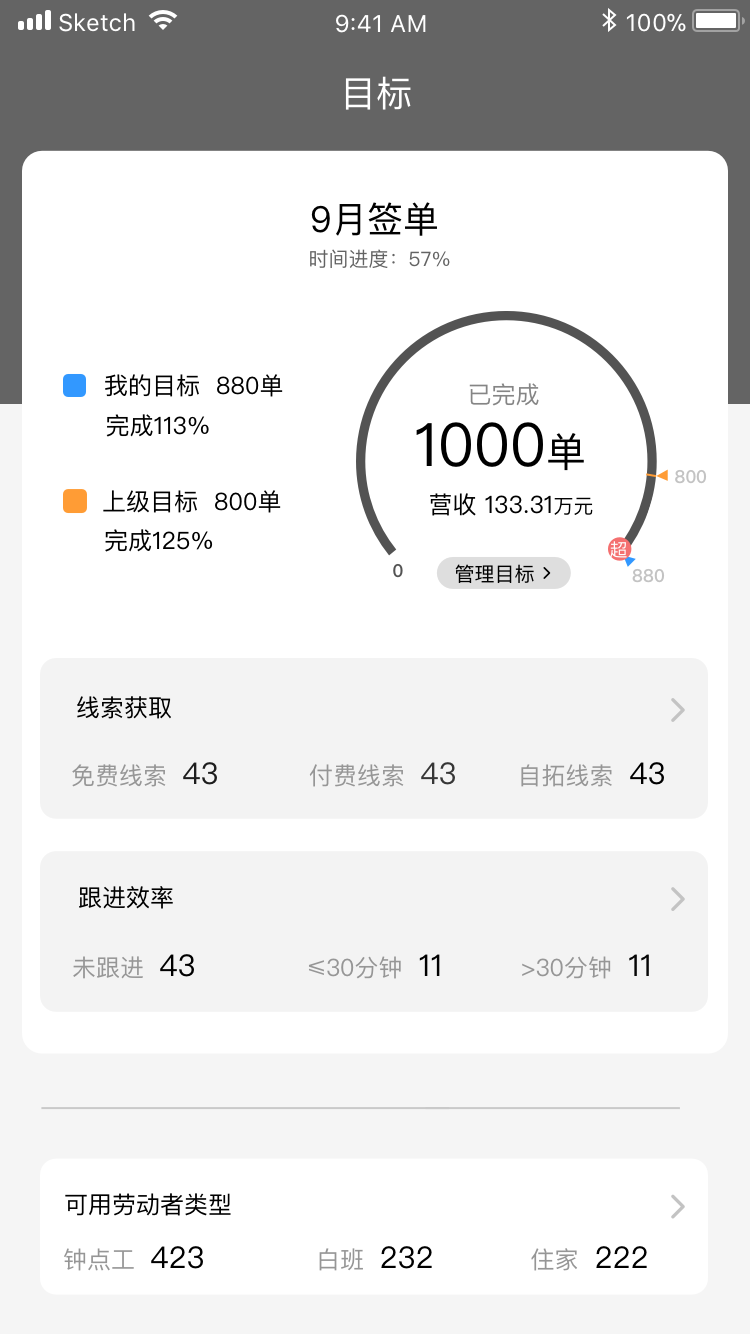 Sketch 9:41 AM 100%
目标
9月签单
时间进度：57%
我的目标 880单
完成113%
上级目标 800单
完成125%
已完成
1000单
营收 133.31万元
800
超
0
管理目标 >
880
线索获取
免费线索 43 付费线索 43 自拓线索 43
跟进效率
未跟进 43 ≤30分钟 11 >30分钟 11
可用劳动者类型
钟点工 423 白班 232 住家 222